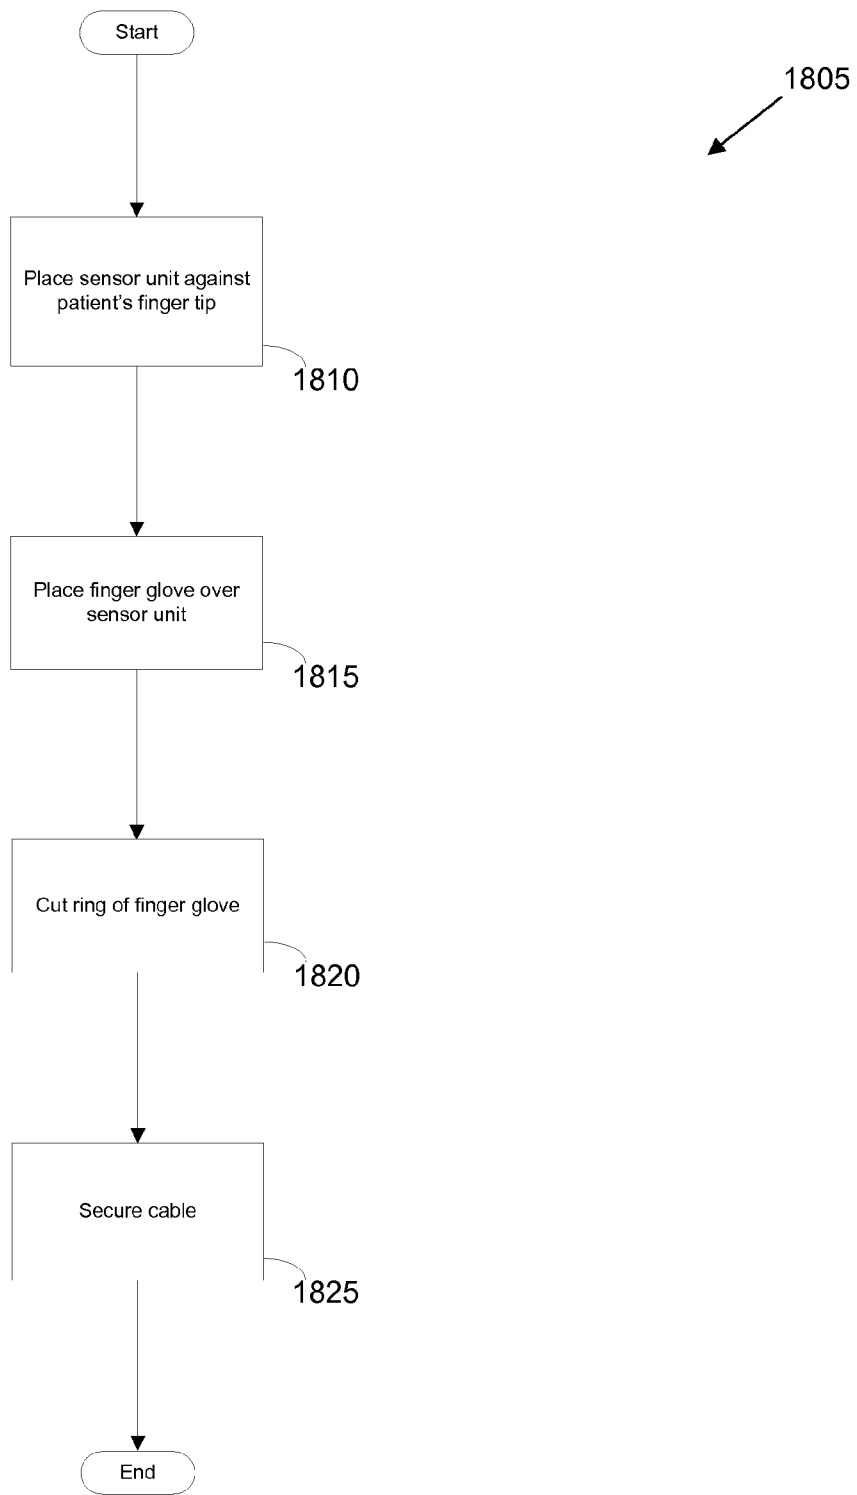 Start
1805
Place sensor unit against
patient's finger tip
1810
Place finger glove over
sensor unit
1815
Cut ring of finger glove
1820
Secure cable
1825
End